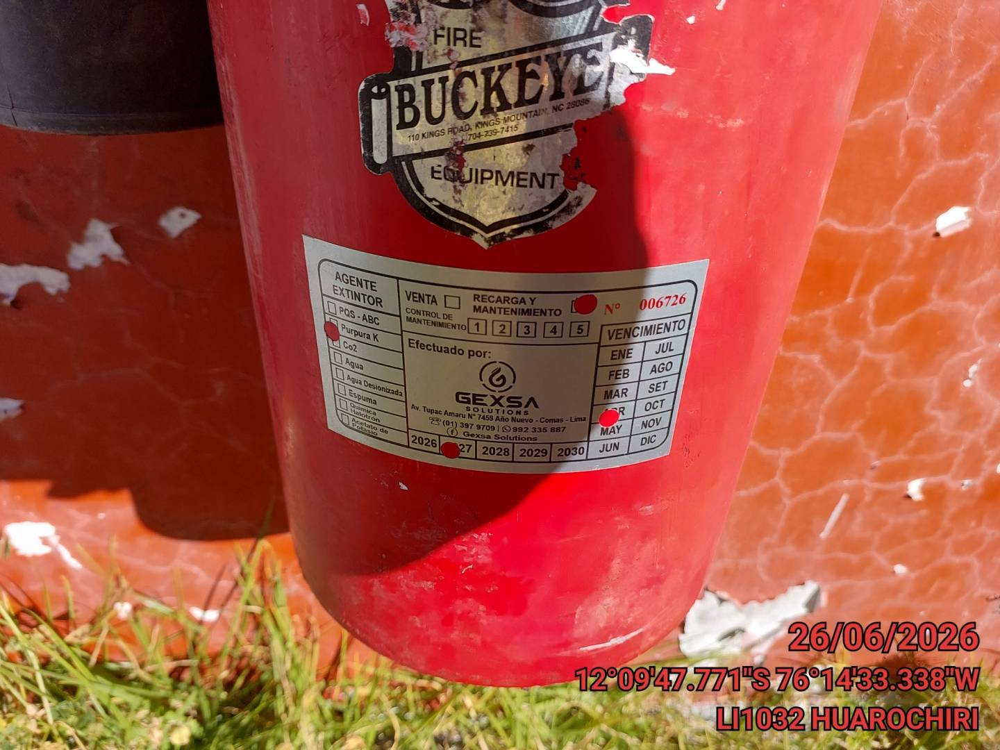 FIRE
BUCKEYE
110 KINGS ROAD, KINGS MOUNTAIN, NC 28086
704-739-7415
EQUIPMENT
AGENTE
EXTINTOR
PQS - ABC
Purpura K
Co2
Agua
Agua Desionizada
Espuma
Quimica
Halotrón
Acetato de
Potasio
VENTA
RECARGA Y
MANTENIMIENTO
N° 006726
CONTROL DE
MANTENIMIENTO 1 2 3 4 5
Efectuado por:
GEXSA
SOLUTIONS
Av. Tupac Amaru N° 7459 Año Nuevo - Comas - Lima
(01) 397 9709 | 992 335 887
Gexsa Solutions
2026 27 2028 2029 2030
VENCIMIENTO
ENE JUL
FEB AGO
MAR SET
R OCT
MAY NOV
JUN DIC
26/06/2026
12°09'47.771"S 76°14'33.338"W
LI1032 HUAROCHIRI